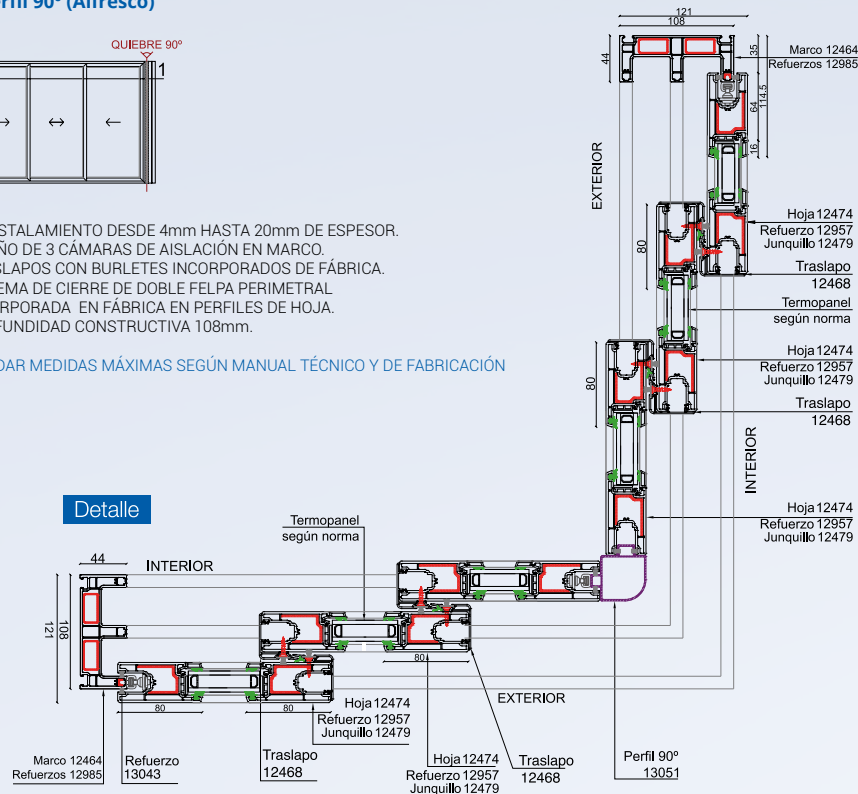 Perfil 90º (Alfresco)
QUIEBRE 90º
1
121
108
44
35
64
114.5
16
Marco 12464
Refuerzos 12985
EXTERIOR
80
Hoja 12474
Refuerzo 12957
Junquillo 12479
Traslapo
12468
Termopanel
según norma
80
Hoja 12474
Refuerzo 12957
Junquillo 12479
Traslapo
12468
INTERIOR
Hoja 12474
Refuerzo 12957
Junquillo 12479
STALAMIENTO DESDE 4mm HASTA 20mm DE ESPESOR.
ÑO DE 3 CÁMARAS DE AISLACIÓN EN MARCO.
SLAPOS CON BURLETES INCORPORADOS DE FÁBRICA.
EMA DE CIERRE DE DOBLE FELPA PERIMETRAL
RPORADA EN FÁBRICA EN PERFILES DE HOJA.
FUNDIDAD CONSTRUCTIVA 108mm.
DAR MEDIDAS MÁXIMAS SEGÚN MANUAL TÉCNICO Y DE FABRICACIÓN
Detalle
Termopanel
según norma
44
INTERIOR
108
121
80
80
80
EXTERIOR
Hoja 12474
Refuerzo 12957
Junquillo 12479
Marco 12464
Refuerzos 12985
Refuerzo
13043
Traslapo
12468
Hoja 12474
Refuerzo 12957
Junquillo 12479
Traslapo
12468
Perfil 90º
13051